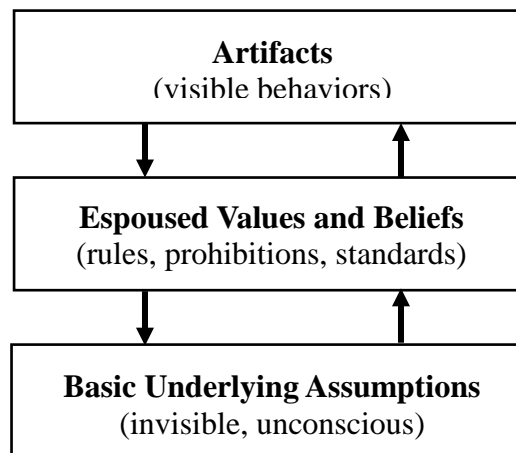 Artifacts
(visible behaviors)
Espoused Values and Beliefs
(rules, prohibitions, standards)
Basic Underlying Assumptions
(invisible, unconscious)